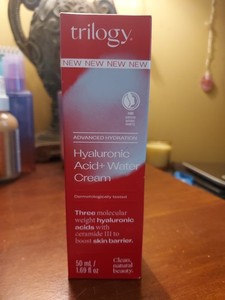 trilogy.
NEW NEW NEW NEW
ADVANCED HYDRATION
Hyaluronic
Acid+ Water
Cream
Dermatologically tested
Three molecular
weight hyaluronic
acids with
ceramide III to
boost skin barrier.
50 mL /
1.69 fl oz
Clean,
natural
beauty.